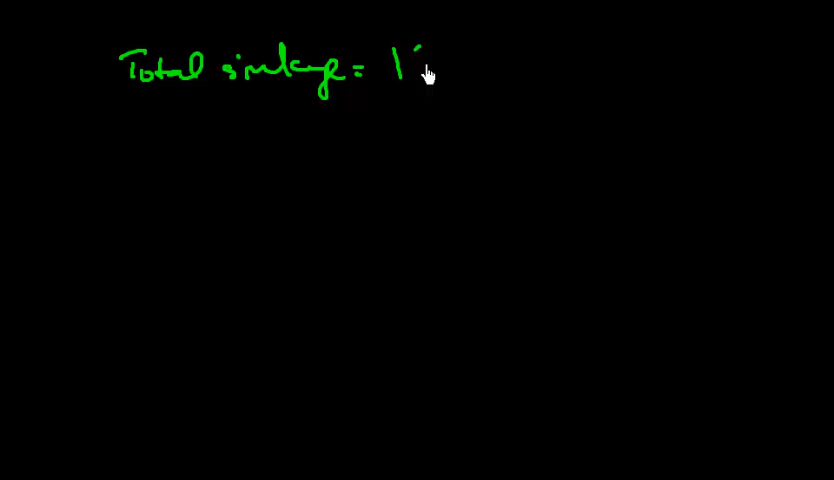 Total sinkage = 1